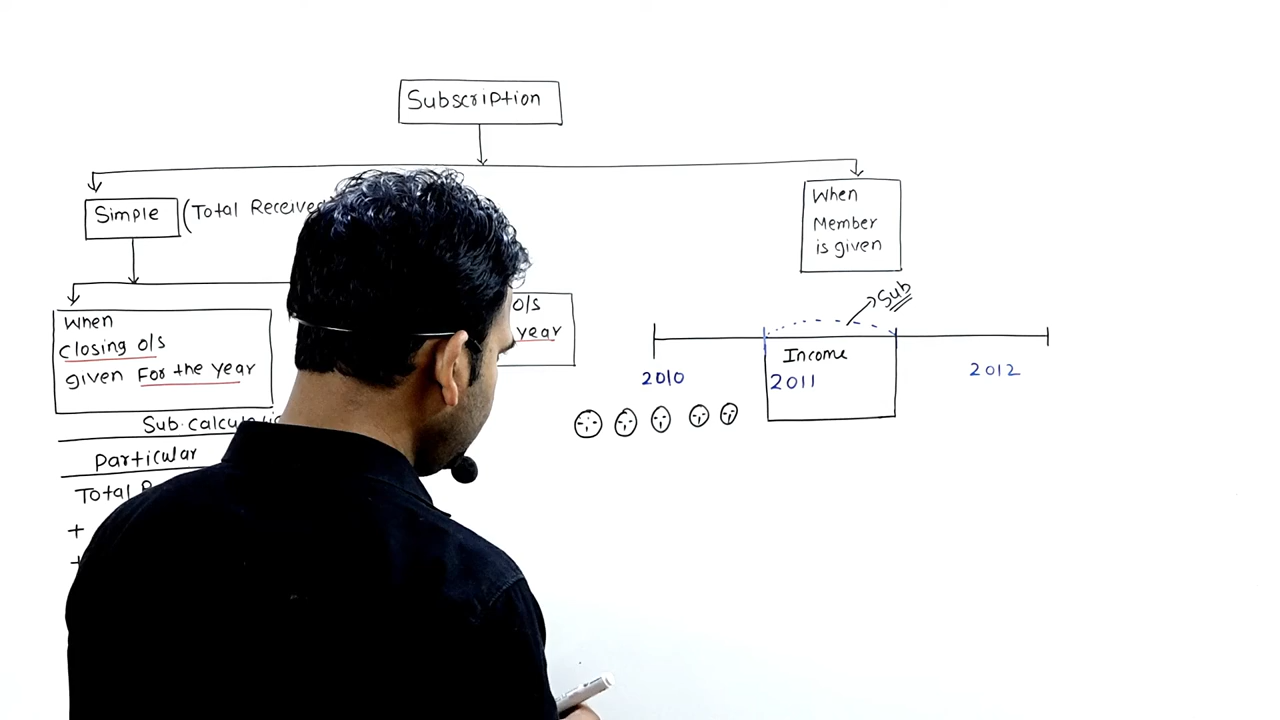 Subscription
Simple (Total Received
When
Member
is given
When
closing o/s
given For the year
o/s
year
Sub
Income
2010
2011
2012
Sub. calculatio
Particular
Total R
+
+